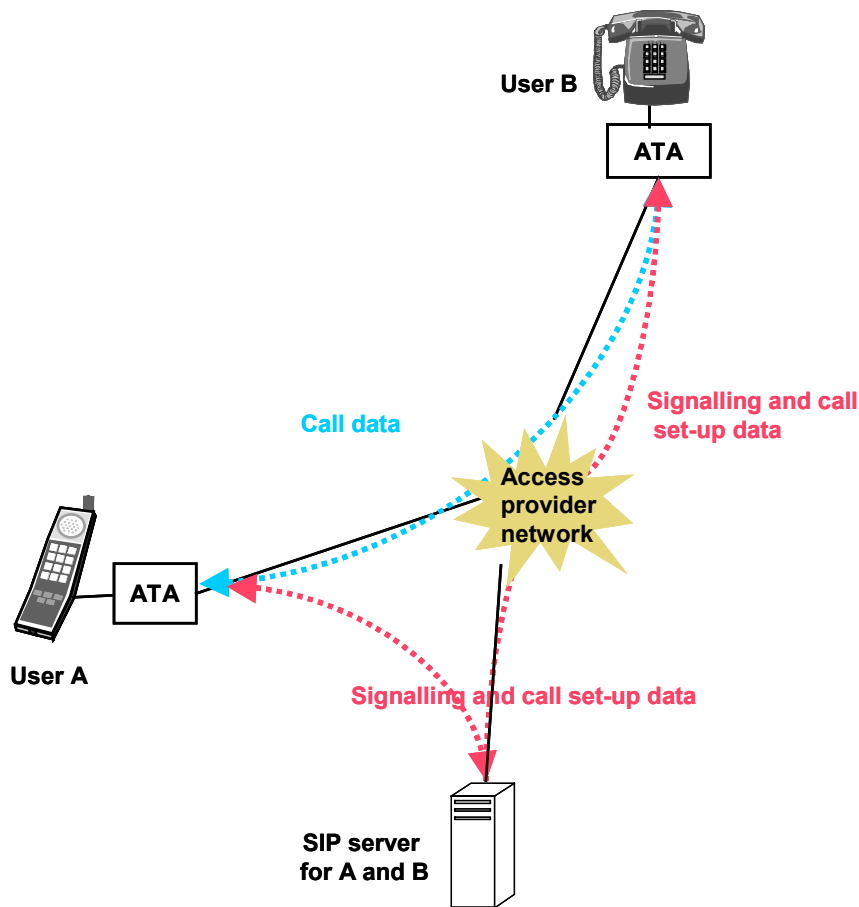 User B
ATA
Signalling and call
set-up data
Call data
Access
provider
network
ATA
User A
Signalling and call set-up data
SIP server
for A and B